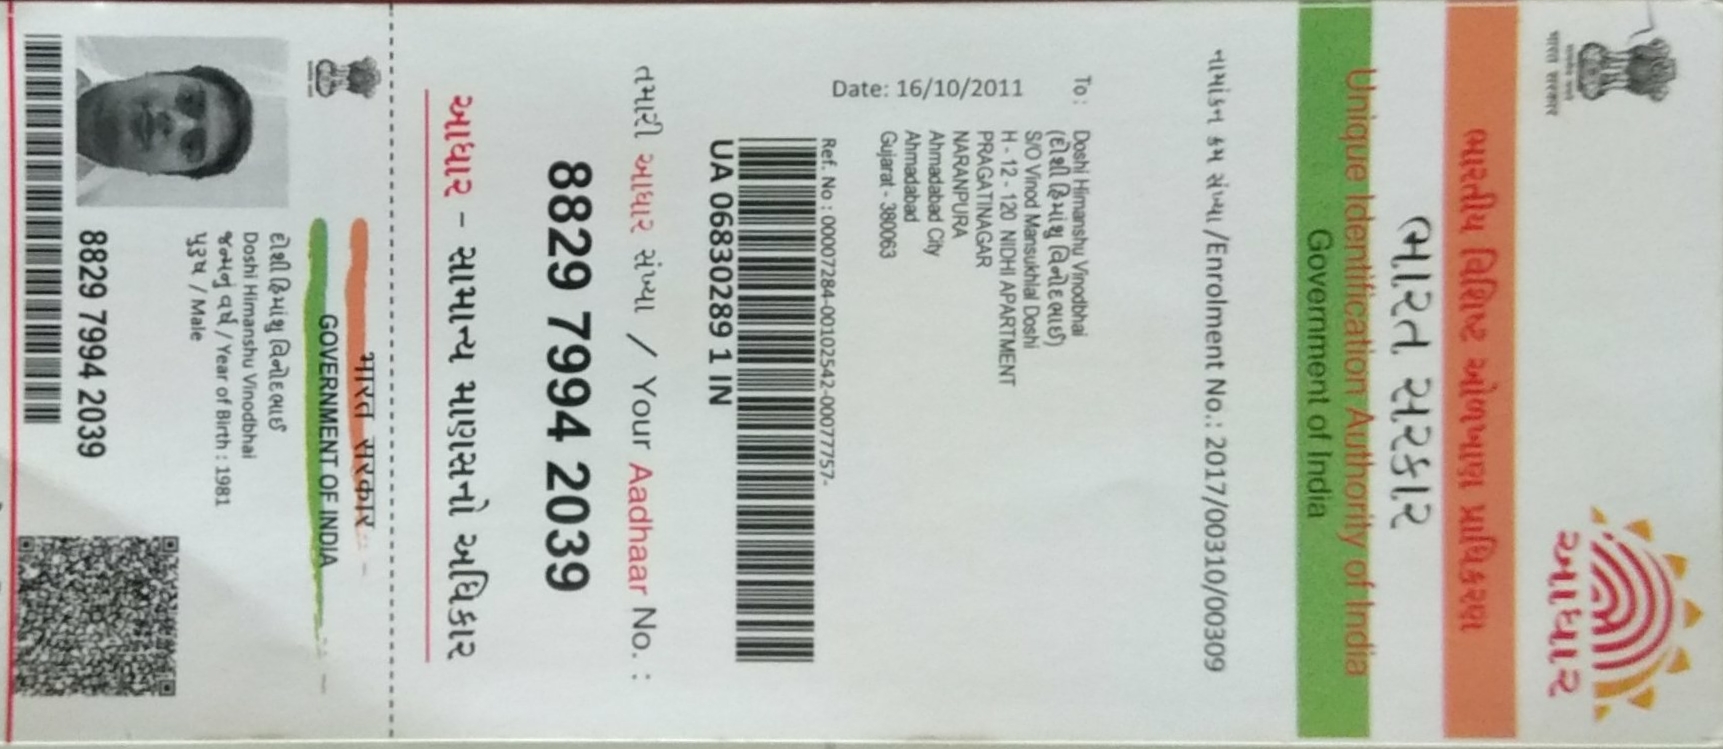 भारत सरकार
આધાર
ભારતીય વિશિષ્ટ ઓળખાણ પ્રાધિકરણ
ભારત સરકાર
Unique Identification Authority of India
Government of India
નામાંકન ક્રમ સંખ્યા /Enrolment No.: 2017/00310/00309
To : Doshi Himanshu Vinodbhai
(દોશી હિમાંશુ વિનોદભાઈ)
S/O Vinod Mansukhlal Doshi
H - 12 - 120 NIDHI APARTMENT
PRAGATINAGAR
NARANPURA
Ahmadabad City
Ahmadabad
Gujarat - 380063
Date: 16/10/2011
Ref. No : 00007284-00102542-00077757-
UA 06830289 1 IN
તમારી આધાર સંખ્યા / Your Aadhaar No. :
8829 7994 2039
આધાર - સામાન્ય માણસનો અધિકાર
भारत सरकार
GOVERNMENT OF INDIA
દોશી હિમાંશુ વિનોદભાઈ
Doshi Himanshu Vinodbhai
જન્મનું વર્ષ / Year of Birth : 1981
પુરુષ / Male
8829 7994 2039